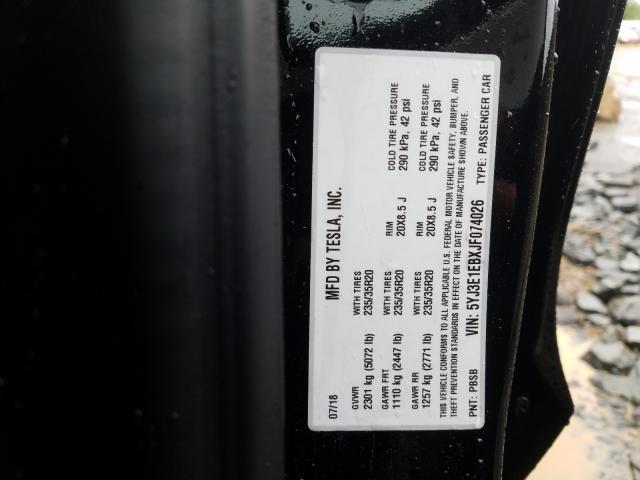 07/18 MFD BY TESLA, INC.
GVWR WITH TIRES
2301 kg (5072 lb) 235/35R20
GAWR FRT WITH TIRES RIM COLD TIRE PRESSURE
1110 kg (2447 lb) 235/35R20 20X8.5 J 290 kPa, 42 psi
GAWR RR WITH TIRES RIM COLD TIRE PRESSURE
1257 kg (2771 lb) 235/35R20 20X8.5 J 290 kPa, 42 psi
THIS VEHICLE CONFORMS TO ALL APPLICABLE U.S. FEDERAL MOTOR VEHICLE SAFETY, BUMPER, AND
THEFT PREVENTION STANDARDS IN EFFECT ON THE DATE OF MANUFACTURE SHOWN ABOVE.
PNT: PBSB VIN: 5YJ3E1EBXJF074026 TYPE: PASSENGER CAR